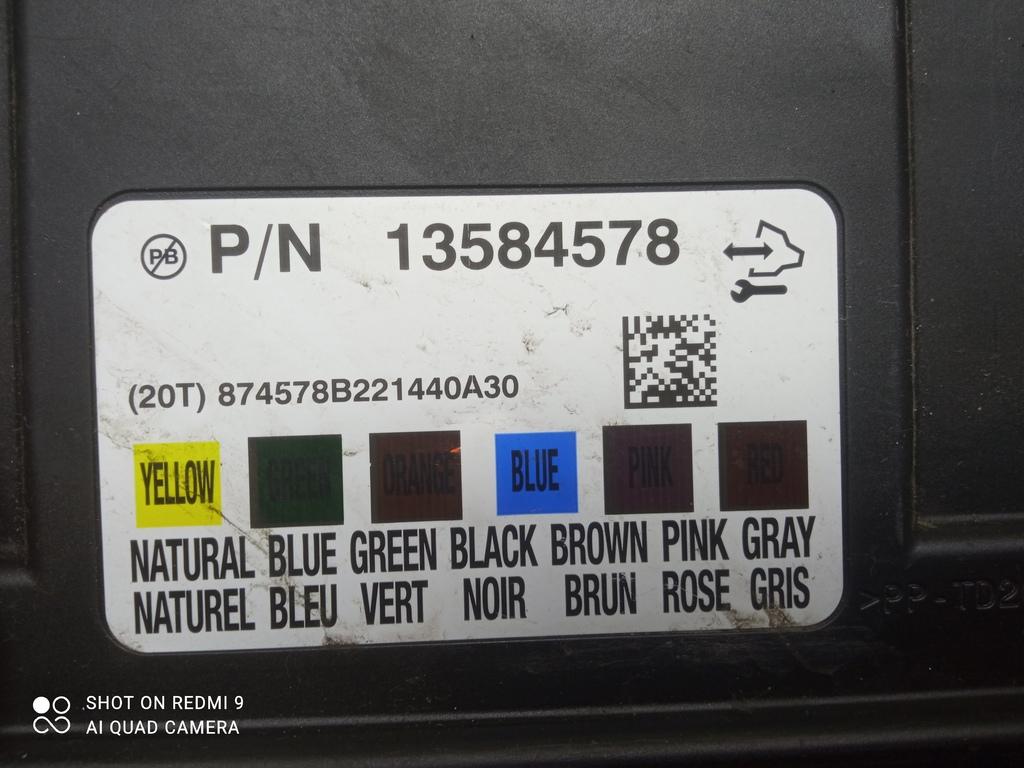 PB P/N 13584578
(20T) 874578B221440A30
YELLOW GREEN ORANGE BLUE PINK RED
NATURAL BLUE GREEN BLACK BROWN PINK GRAY
NATUREL BLEU VERT NOIR BRUN ROSE GRIS
>PP-TD2
SHOT ON REDMI 9
AI QUAD CAMERA